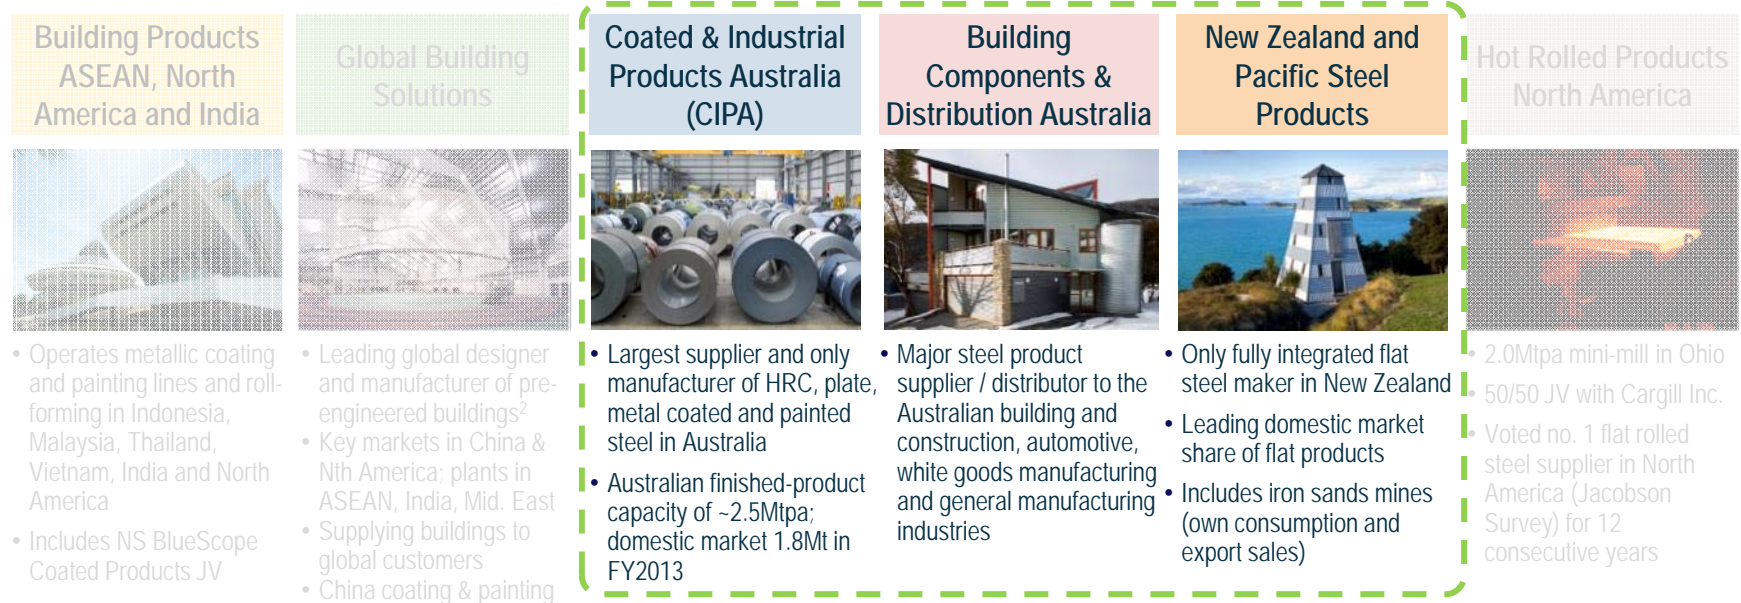 Building Products
ASEAN, North
America and India
• Operates metallic coating
and painting lines and roll-
forming in Indonesia,
Malaysia, Thailand,
Vietnam, India and North
America
• Includes NS BlueScope
Coated Products JV
Global Building
Solutions
• Leading global designer
and manufacturer of pre-
engineered buildings²
• Key markets in China &
Nth America; plants in
ASEAN, India, Mid. East
• Supplying buildings to
global customers
• China coating & painting
Coated & Industrial
Products Australia
(CIPA)
• Largest supplier and only
manufacturer of HRC, plate,
metal coated and painted
steel in Australia
• Australian finished-product
capacity of ~2.5Mtpa;
domestic market 1.8Mt in
FY2013
Building
Components &
Distribution Australia
• Major steel product
supplier / distributor to the
Australian building and
construction, automotive,
white goods manufacturing
and general manufacturing
industries
New Zealand and
Pacific Steel
Products
• Only fully integrated flat
steel maker in New Zealand
• Leading domestic market
share of flat products
• Includes iron sands mines
(own consumption and
export sales)
Hot Rolled Products
North America
• 2.0Mtpa mini-mill in Ohio
• 50/50 JV with Cargill Inc.
• Voted no. 1 flat rolled
steel supplier in North
America (Jacobson
Survey) for 12
consecutive years